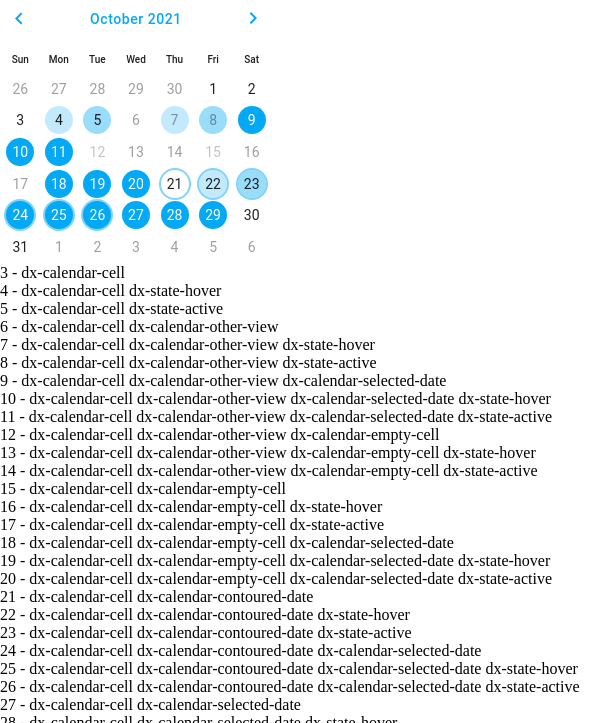 October 2021
Sun Mon Tue Wed Thu Fri Sat
26 27 28 29 30 1 2
3 4 5 6 7 8 9
10 11 12 13 14 15 16
17 18 19 20 21 22 23
24 25 26 27 28 29 30
31 1 2 3 4 5 6
3 - dx-calendar-cell
4 - dx-calendar-cell dx-state-hover
5 - dx-calendar-cell dx-state-active
6 - dx-calendar-cell dx-calendar-other-view
7 - dx-calendar-cell dx-calendar-other-view dx-state-hover
8 - dx-calendar-cell dx-calendar-other-view dx-state-active
9 - dx-calendar-cell dx-calendar-other-view dx-calendar-selected-date
10 - dx-calendar-cell dx-calendar-other-view dx-calendar-selected-date dx-state-hover
11 - dx-calendar-cell dx-calendar-other-view dx-calendar-selected-date dx-state-active
12 - dx-calendar-cell dx-calendar-other-view dx-calendar-empty-cell
13 - dx-calendar-cell dx-calendar-other-view dx-calendar-empty-cell dx-state-hover
14 - dx-calendar-cell dx-calendar-other-view dx-calendar-empty-cell dx-state-active
15 - dx-calendar-cell dx-calendar-empty-cell
16 - dx-calendar-cell dx-calendar-empty-cell dx-state-hover
17 - dx-calendar-cell dx-calendar-empty-cell dx-state-active
18 - dx-calendar-cell dx-calendar-empty-cell dx-calendar-selected-date
19 - dx-calendar-cell dx-calendar-empty-cell dx-calendar-selected-date dx-state-hover
20 - dx-calendar-cell dx-calendar-empty-cell dx-calendar-selected-date dx-state-active
21 - dx-calendar-cell dx-calendar-contoured-date
22 - dx-calendar-cell dx-calendar-contoured-date dx-state-hover
23 - dx-calendar-cell dx-calendar-contoured-date dx-state-active
24 - dx-calendar-cell dx-calendar-contoured-date dx-calendar-selected-date
25 - dx-calendar-cell dx-calendar-contoured-date dx-calendar-selected-date dx-state-hover
26 - dx-calendar-cell dx-calendar-contoured-date dx-calendar-selected-date dx-state-active
27 - dx-calendar-cell dx-calendar-selected-date
28 - dx-calendar-cell dx-calendar-selected-date dx-state-hover